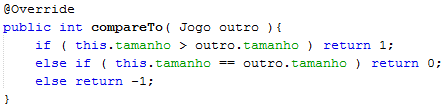 @Override
public int compareTo( Jogo outro ){
if ( this.tamanho > outro.tamanho ) return 1;
else if ( this.tamanho == outro.tamanho ) return 0;
else return -1;
}